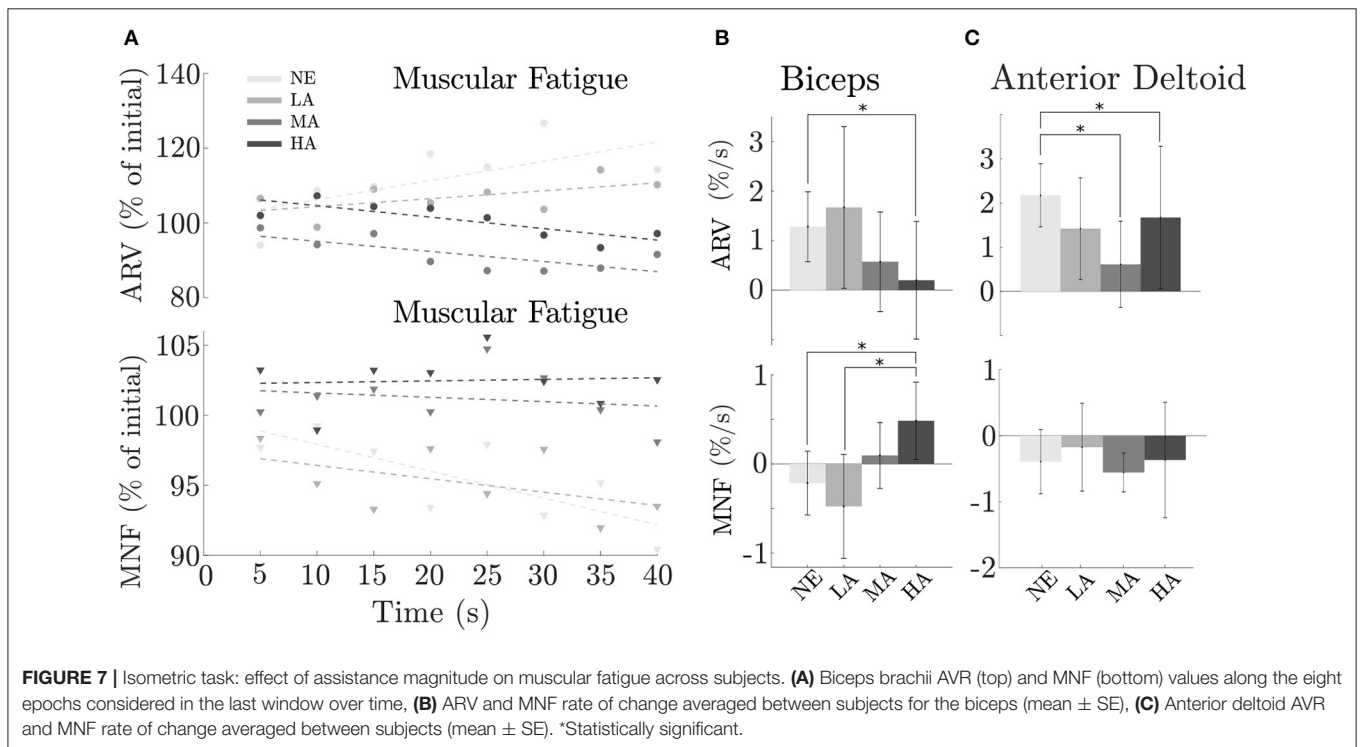 A
B
C
Muscular Fatigue
NE
LA
MA
HA
ARV (% of initial)
140
120
100
80
Muscular Fatigue
MNF (% of initial)
105
100
95
90
0 5 10 15 20 25 30 35 40
Time (s)
Biceps
ARV (%/s)
3
2
1
0
*
MNF (%/s)
1
0
-1
*
*
NE LA MA HA
Anterior Deltoid
3
2
1
0
*
*
0
-1
-2
NE LA MA HA
FIGURE 7 | Isometric task: effect of assistance magnitude on muscular fatigue across subjects. (A) Biceps brachii AVR (top) and MNF (bottom) values along the eight
epochs considered in the last window over time, (B) ARV and MNF rate of change averaged between subjects for the biceps (mean ± SE), (C) Anterior deltoid AVR
and MNF rate of change averaged between subjects (mean ± SE). *Statistically significant.